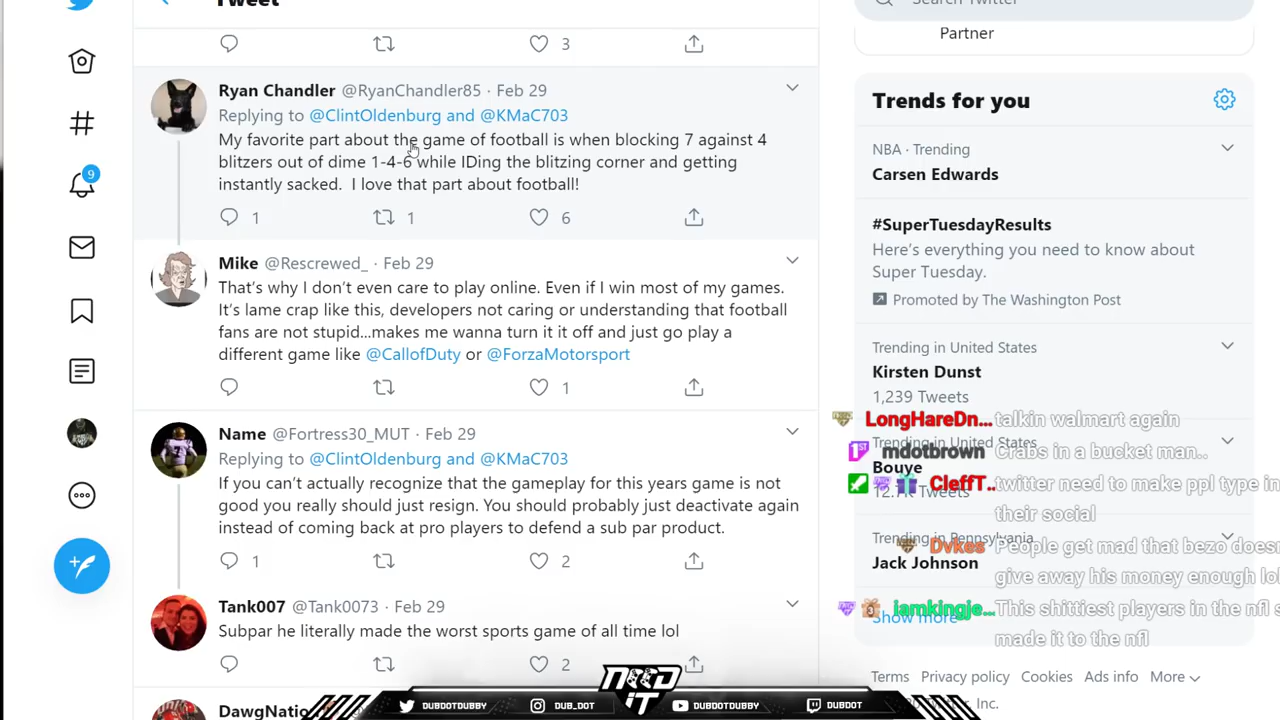 Tweet
Search Twitter
3
Partner
Ryan Chandler @RyanChandler85 · Feb 29
Replying to @ClintOldenburg and @KMaC703
My favorite part about the game of football is when blocking 7 against 4
blitzers out of dime 1-4-6 while IDing the blitzing corner and getting
instantly sacked.  I love that part about football!
1
1
6
Mike @Rescrewed_ · Feb 29
That's why I don't even care to play online. Even if I win most of my games.
It's lame crap like this, developers not caring or understanding that football
fans are not stupid...makes me wanna turn it it off and just go play a
different game like @CallofDuty or @ForzaMotorsport
1
Name @Fortress30_MUT · Feb 29
Replying to @ClintOldenburg and @KMaC703
If you can't actually recognize that the gameplay for this years game is not
good you really should just resign. You should probably just deactivate again
instead of coming back at pro players to defend a sub par product.
1
2
Tank007 @Tank0073 · Feb 29
Subpar he literally made the worst sports game of all time lol
2
9
Trends for you
NBA · Trending
Carsen Edwards
#SuperTuesdayResults
Here's everything you need to know about
Super Tuesday.
Promoted by The Washington Post
Trending in United States
Kirsten Dunst
1,239 Tweets
Trending in United States
Bouye
12.7K Tweets
Trending in Pennsylvania
Jack Johnson
Show more
Terms Privacy policy Cookies Ads info More
Inc.
LongHareDn... talkin walmart again
mdotbrown Crabs in a bucket man..
CleffT.. twitter need to make ppl type in
their social
Dvkes People get mad that bezo doesn
give away his money enough lol
iamkingje... This shittiest players in the nfl s
made it to the nfl
NEED IT
DUBDOTDUBBY DUB_DOT DUBDOTDUBBY DUBDOT